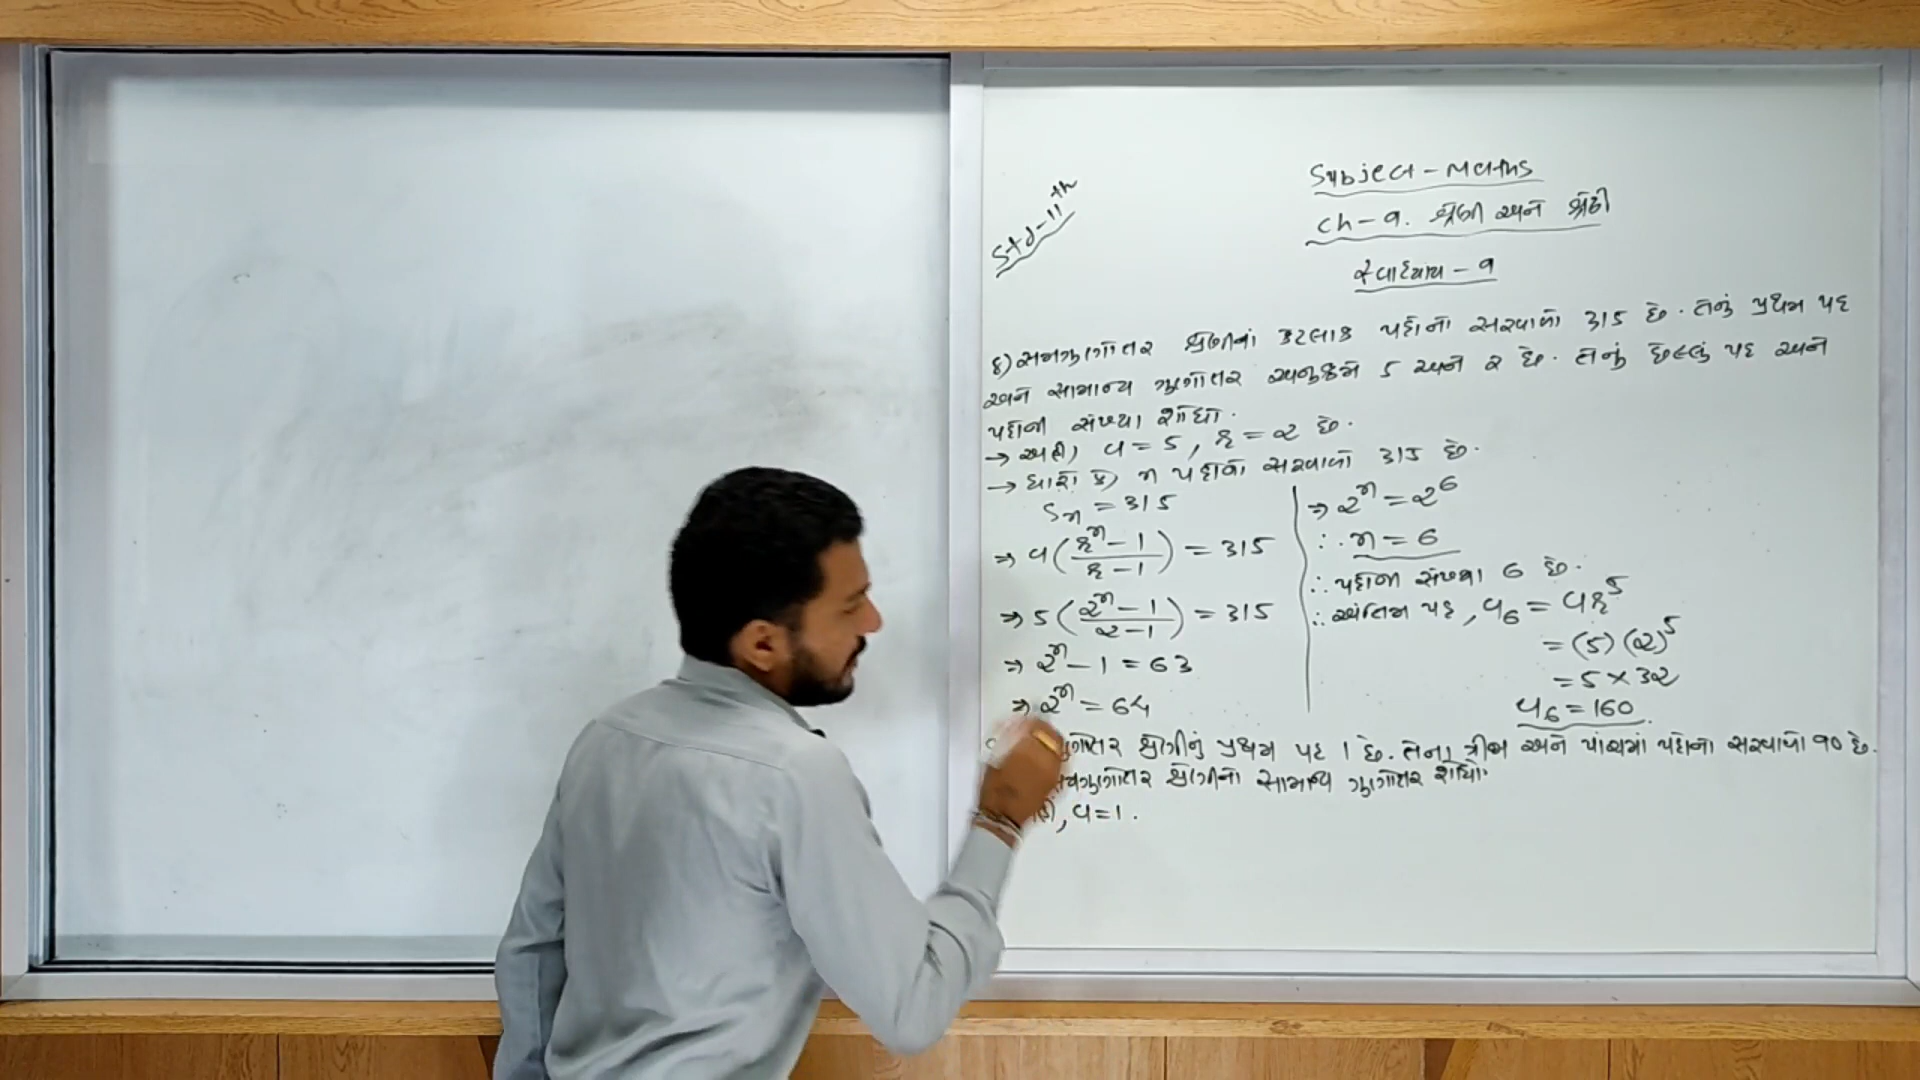 Std-11th
Subject - Maths
Ch-9. શ્રેણી અને શ્રેઢી
સ્વાધ્યાય - 9
૬) સમગુણોત્તર શ્રેણીનાં કેટલાક પદોનો સરવાળો 315 છે. તેનું પ્રથમ પદ
અને સામાન્ય ગુણોત્તર અનુક્રમે 5 અને 2 છે. તેનું છેલ્લું પદ અને
પદોની સંખ્યા શોધો.
→ અહીં, a = 5, r = 2 છે.
→ ધારો કે, n પદોનો સરવાળો 315 છે.
Sn = 315
⇒ a(rⁿ-1/r-1) = 315
⇒ 5(2ⁿ-1/2-1) = 315
⇒ 2ⁿ - 1 = 63
⇒ 2ⁿ = 64
⇒ 2ⁿ = 2⁶
∴ n = 6
∴ પદોની સંખ્યા 6 છે.
∴ અંતિમ પદ, a₆ = ar⁵
= (5)(2)⁵
= 5 × 32
a₆ = 160
ગુણોત્તર શ્રેણીનું પ્રથમ પદ 1 છે. તેના ત્રીજા અને પાંચમાં પદોનો સરવાળો 90 છે.
ગુણોત્તર શ્રેણીનો સામાન્ય ગુણોત્તર શોધો.
, a = 1.